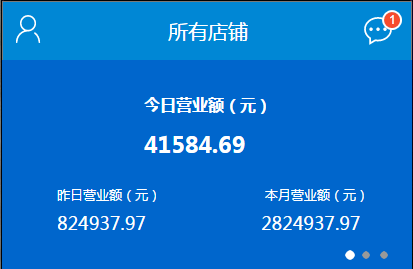 所有店铺
1
今日营业额（元）
41584.69
昨日营业额（元） 本月营业额（元）
824937.97 2824937.97